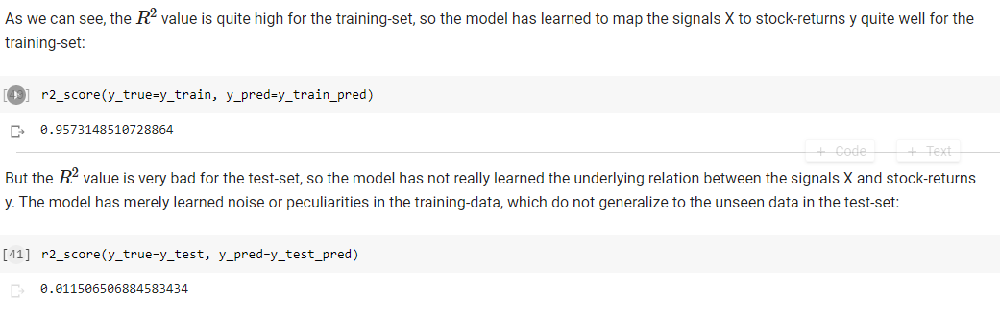 As we can see, the R² value is quite high for the training-set, so the model has learned to map the signals X to stock-returns y quite well for the
training-set:
r2_score(y_true=y_train, y_pred=y_train_pred)
0.9573148510728864
+ Code + Text
But the R² value is very bad for the test-set, so the model has not really learned the underlying relation between the signals X and stock-returns
y. The model has merely learned noise or peculiarities in the training-data, which do not generalize to the unseen data in the test-set:
[41] r2_score(y_true=y_test, y_pred=y_test_pred)
0.011506506884583434